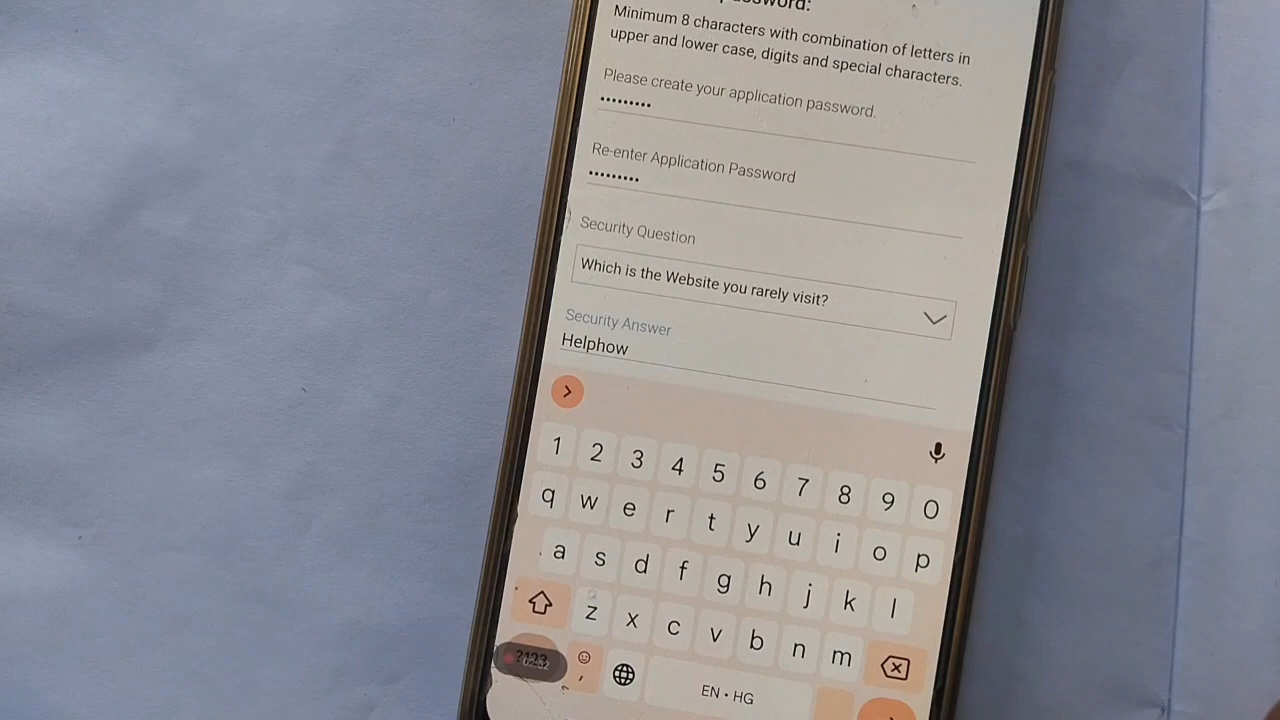 Minimum 8 characters with combination of letters in
upper and lower case, digits and special characters.
Please create your application password.
•••••••••
Re-enter Application Password
•••••••••
Security Question
Which is the Website you rarely visit?
Security Answer
Helphow
1 2 3 4 5 6 7 8 9 0
q w e r t y u i o p
a s d f g h j k l
z x c v b n m
?123 , EN • HG